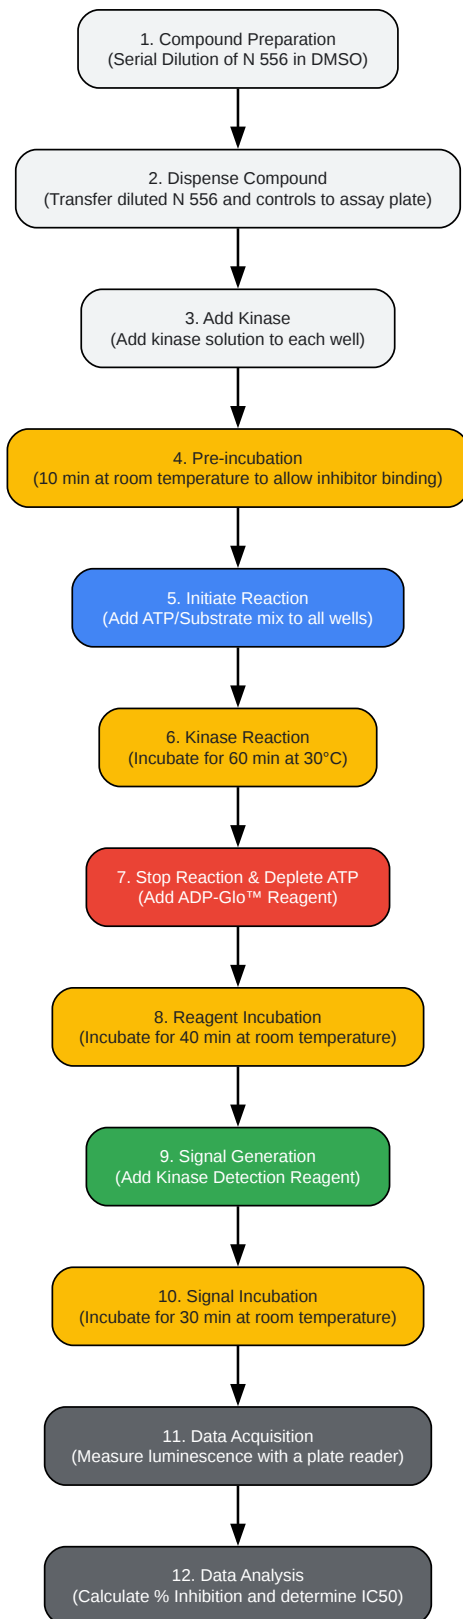 1. Compound Preparation
(Serial Dilution of N 556 in DMSO)
2. Dispense Compound
(Transfer diluted N 556 and controls to assay plate)
3. Add Kinase
(Add kinase solution to each well)
4. Pre-incubation
(10 min at room temperature to allow inhibitor binding)
5. Initiate Reaction
(Add ATP/Substrate mix to all wells)
6. Kinase Reaction
(Incubate for 60 min at 30°C)
7. Stop Reaction & Deplete ATP
(Add ADP-Glo™ Reagent)
8. Reagent Incubation
(Incubate for 40 min at room temperature)
9. Signal Generation
(Add Kinase Detection Reagent)
10. Signal Incubation
(Incubate for 30 min at room temperature)
11. Data Acquisition
(Measure luminescence with a plate reader)
12. Data Analysis
(Calculate % Inhibition and determine IC50)